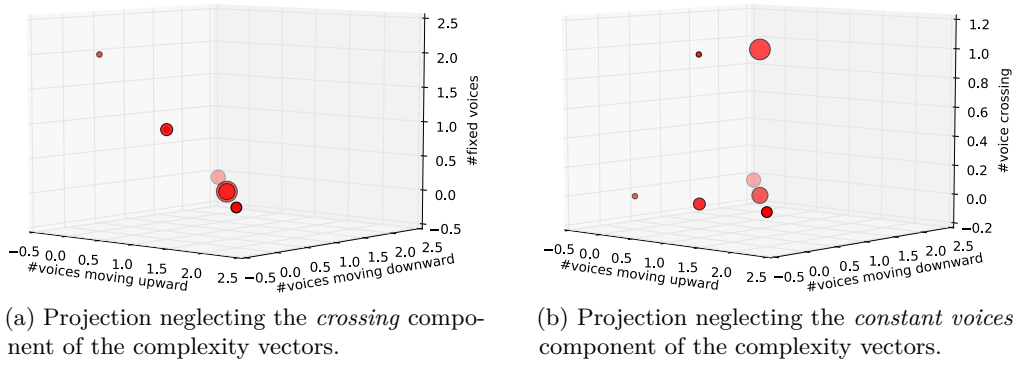 2.5
2.0
1.5
1.0
0.5
0.0
−0.5
#fixed voices
−0.5 0.0 0.5 1.0 1.5 2.0 2.5
#voices moving upward
−0.5 0.0 0.5 1.0 1.5 2.0 2.5
#voices moving downward
1.2
1.0
0.8
0.6
0.4
0.2
0.0
−0.2
#voice crossing
−0.5 0.0 0.5 1.0 1.5 2.0 2.5
#voices moving upward
−0.5 0.0 0.5 1.0 1.5 2.0 2.5
#voices moving downward
(a) Projection neglecting the crossing compo-
nent of the complexity vectors.
(b) Projection neglecting the constant voices
component of the complexity vectors.